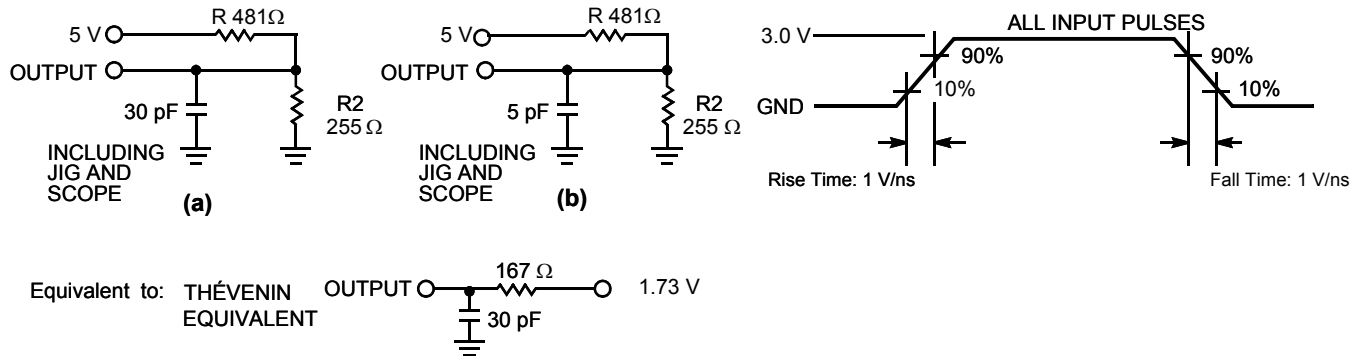 R 481Ω
5 V
OUTPUT
30 pF
R2
255 Ω
INCLUDING
JIG AND
SCOPE
(a)
R 481Ω
5 V
OUTPUT
5 pF
R2
255 Ω
INCLUDING
JIG AND
SCOPE
(b)
ALL INPUT PULSES
3.0 V
90%
10%
GND
90%
10%
Rise Time: 1 V/ns
Fall Time: 1 V/ns
Equivalent to: THÉVENIN
EQUIVALENT
OUTPUT
167 Ω
1.73 V
30 pF